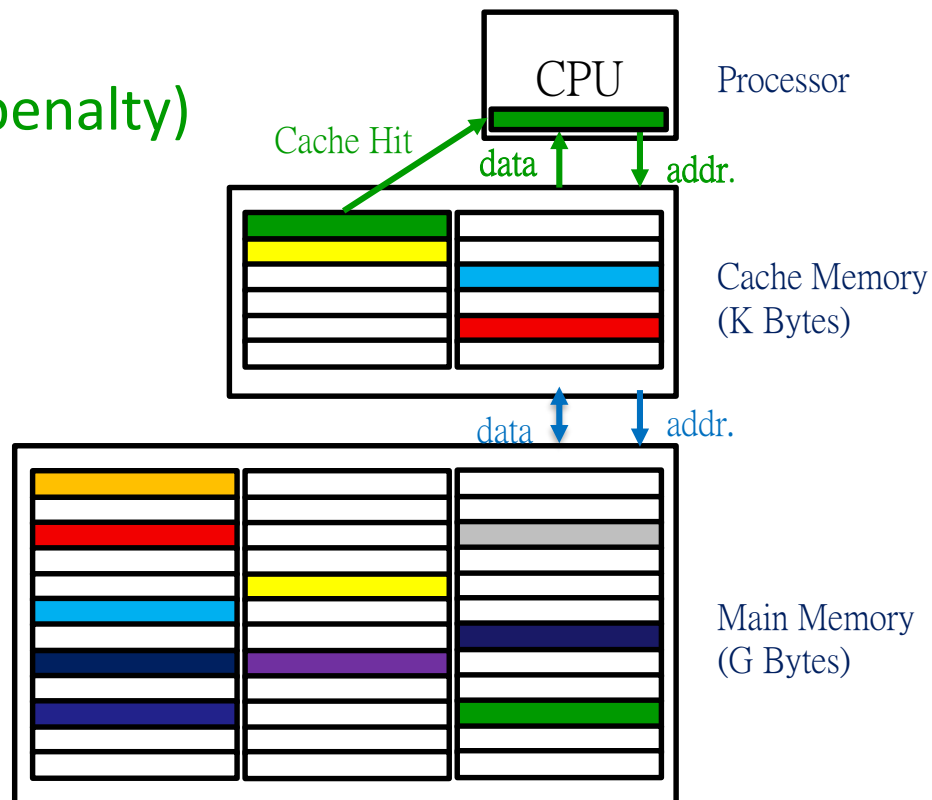 penalty)
CPU
Processor
Cache Hit
data
addr.
Cache Memory
(K Bytes)
data
addr.
Main Memory
(G Bytes)